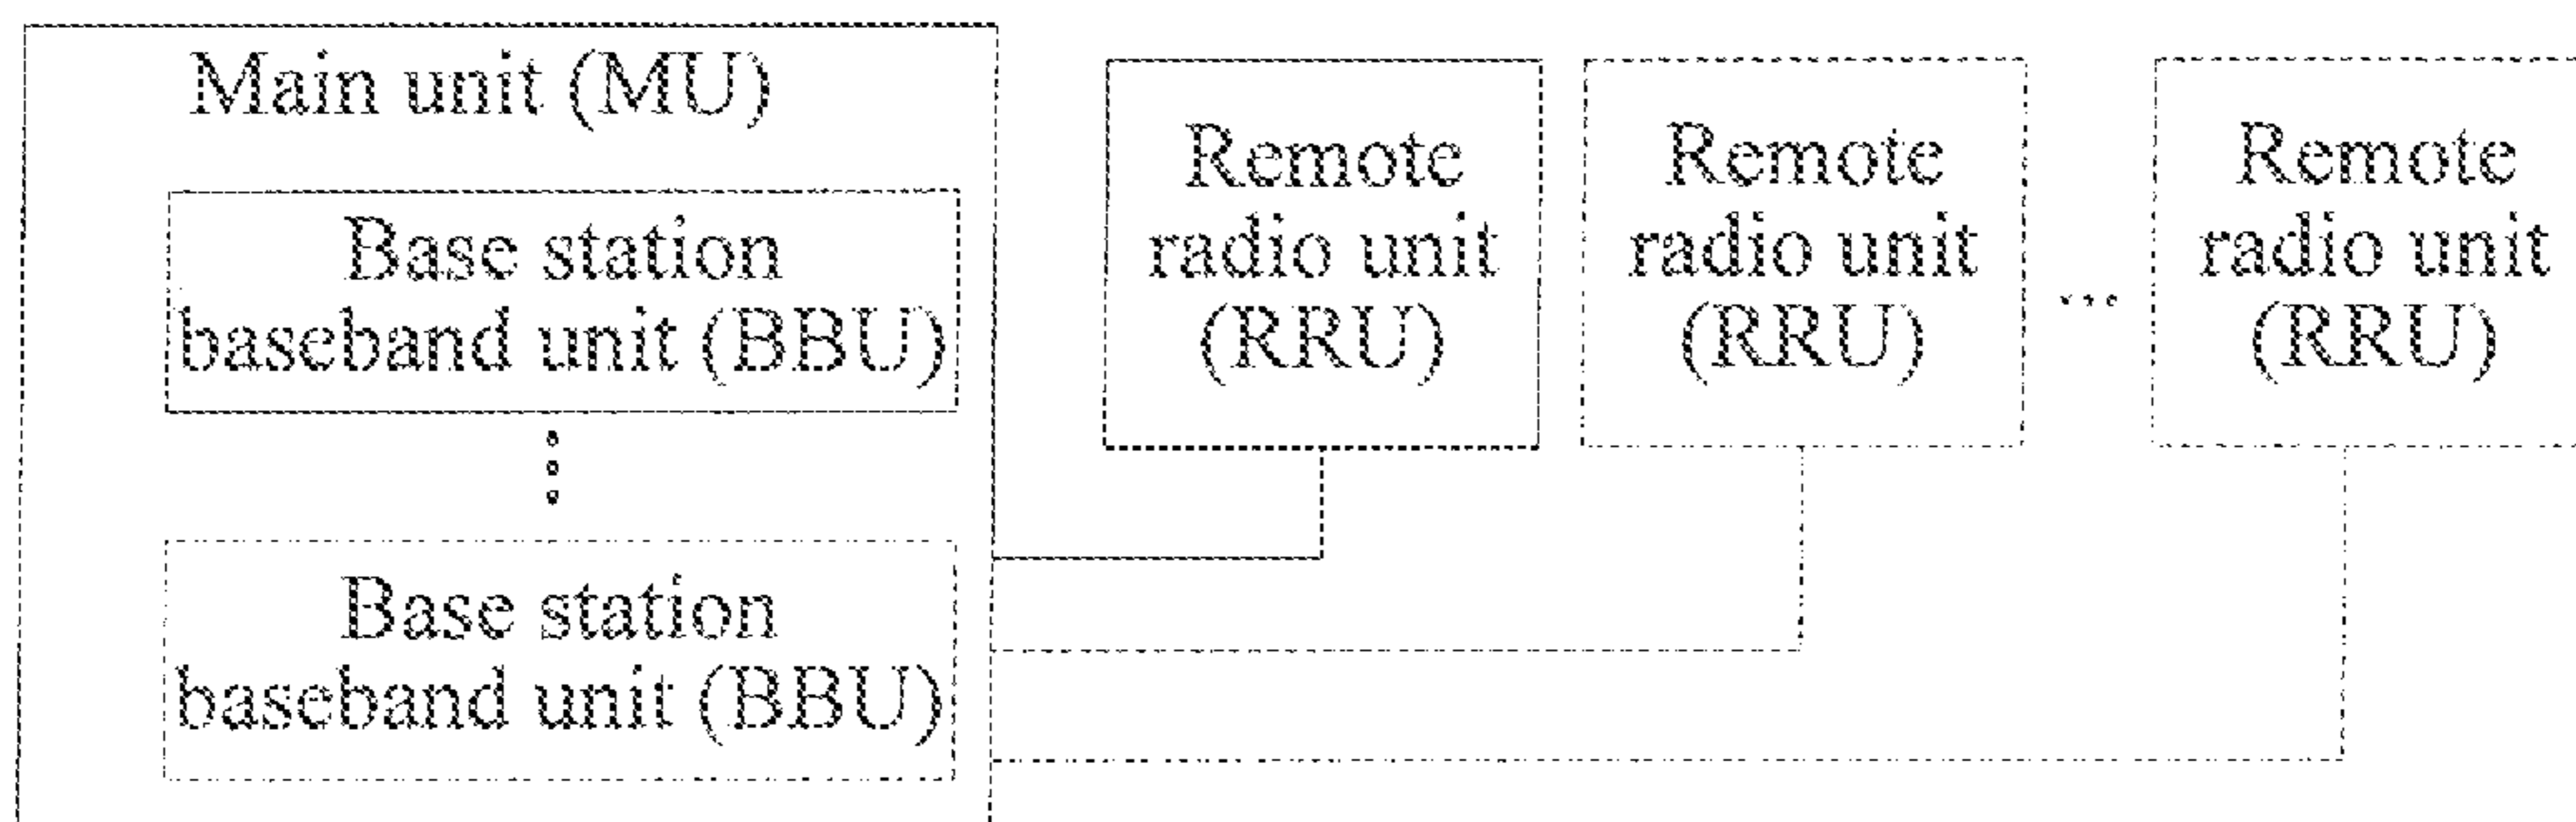 Main unit (MU)
Base station
baseband unit (BBU)
Base station
baseband unit (BBU)
Remote
radio unit
(RRU)
Remote
radio unit
(RRU)
...
Remote
radio unit
(RRU)